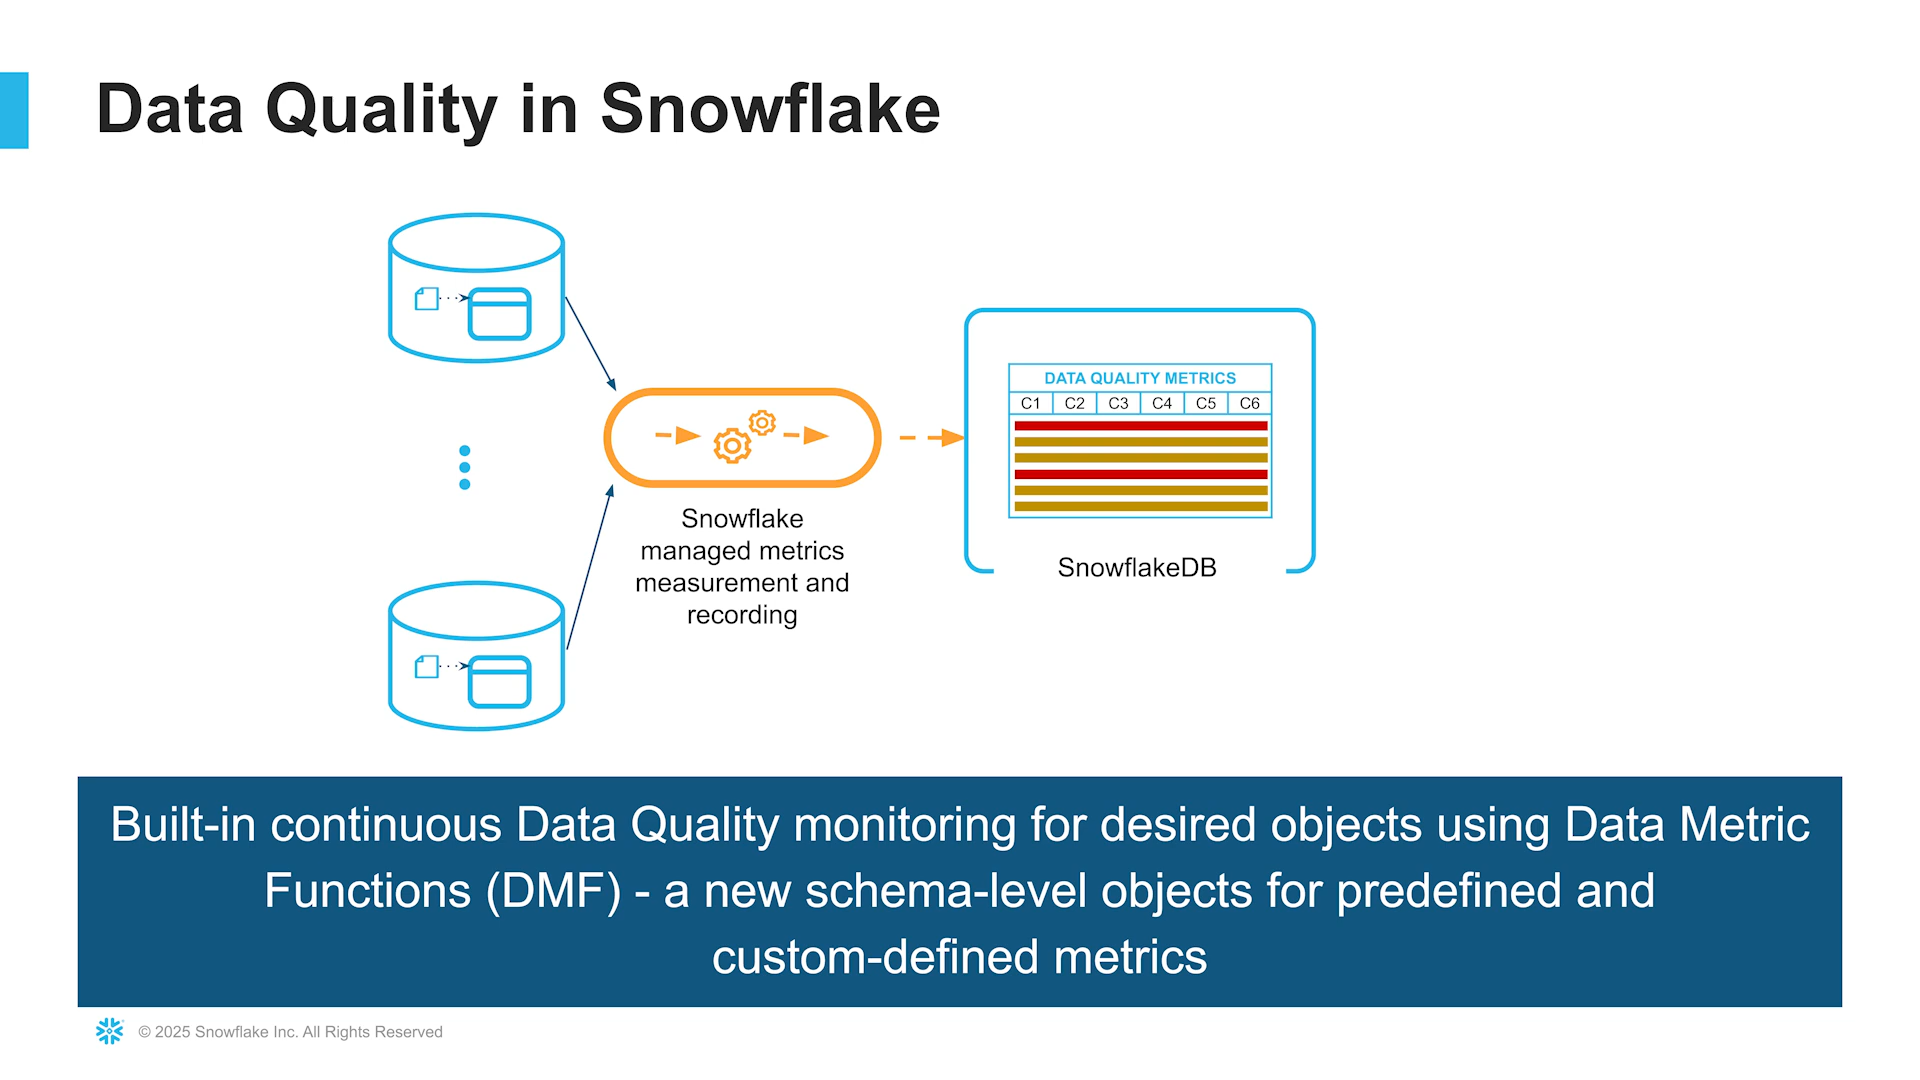 Data Quality in Snowflake
Snowflake
managed metrics
measurement and
recording
DATA QUALITY METRICS
C1 C2 C3 C4 C5 C6
SnowflakeDB
Built-in continuous Data Quality monitoring for desired objects using Data Metric
Functions (DMF) - a new schema-level objects for predefined and
custom-defined metrics
© 2025 Snowflake Inc. All Rights Reserved